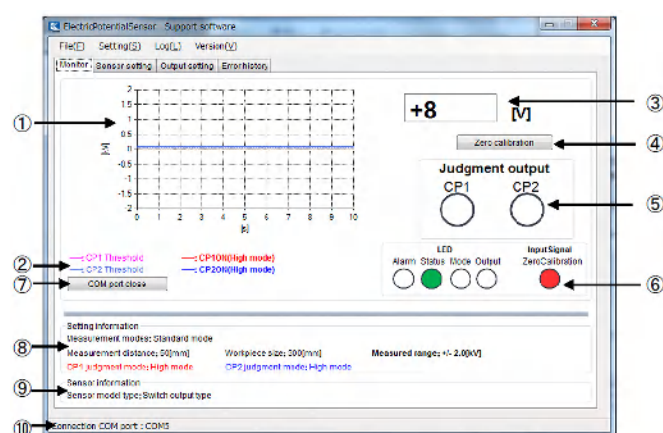 ElectricPotentialSensor Support software
File(F) Setting(S) Log(L) Version(V)
Monitor Sensor setting Output setting Error history
①
2
1.5
1
0.5
0
-0.5
-1
-1.5
-2
[kV]
0 1 2 3 4 5 6 7 8 9 10
[s]
+8 [V]
③
Zero calibration
④
Judgment output
CP1 CP2
⑤
②
—: CP1 Threshold —: CP1ON(High mode)
—: CP2 Threshold —: CP2ON(High mode)
⑦
COM port close
LED
Alarm Status Mode Output
InputSignal
ZeroCalibration
⑥
⑧
Setting information
Measurement modes: Standard mode
Measurement distance: 50[mm] Workpiece size: 300[mm] Measured range: +/- 2.0[kV]
CP1 judgment mode: High mode CP2 judgment mode: High mode
⑨
Sensor information
Sensor model type: Switch output type
⑩
Connection COM port : COM5